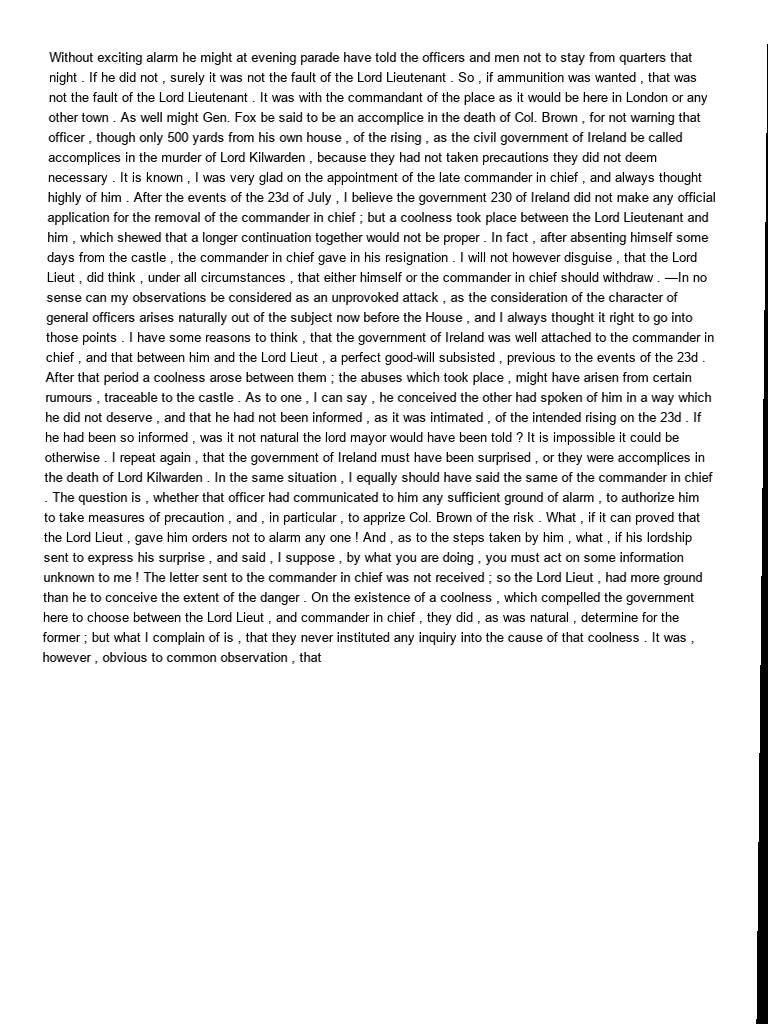 Without exciting alarm he might at evening parade have told the officers and men not to stay from quarters that
night . If he did not , surely it was not the fault of the Lord Lieutenant . So , if ammunition was wanted , that was
not the fault of the Lord Lieutenant . It was with the commandant of the place as it would be here in London or any
other town . As well might Gen. Fox be said to be an accomplice in the death of Col. Brown , for not warning that
officer , though only 500 yards from his own house , of the rising , as the civil government of Ireland be called
accomplices in the murder of Lord Kilwarden , because they had not taken precautions they did not deem
necessary . It is known , I was very glad on the appointment of the late commander in chief , and always thought
highly of him . After the events of the 23d of July , I believe the government 230 of Ireland did not make any official
application for the removal of the commander in chief ; but a coolness took place between the Lord Lieutenant and
him , which shewed that a longer continuation together would not be proper . In fact , after absenting himself some
days from the castle , the commander in chief gave in his resignation . I will not however disguise , that the Lord
Lieut , did think , under all circumstances , that either himself or the commander in chief should withdraw . —In no
sense can my observations be considered as an unprovoked attack , as the consideration of the character of
general officers arises naturally out of the subject now before the House , and I always thought it right to go into
those points . I have some reasons to think , that the government of Ireland was well attached to the commander in
chief , and that between him and the Lord Lieut , a perfect good-will subsisted , previous to the events of the 23d .
After that period a coolness arose between them ; the abuses which took place , might have arisen from certain
rumours , traceable to the castle . As to one , I can say , he conceived the other had spoken of him in a way which
he did not deserve , and that he had not been informed , as it was intimated , of the intended rising on the 23d . If
he had been so informed , was it not natural the lord mayor would have been told ? It is impossible it could be
otherwise . I repeat again , that the government of Ireland must have been surprised , or they were accomplices in
the death of Lord Kilwarden . In the same situation , I equally should have said the same of the commander in chief
. The question is , whether that officer had communicated to him any sufficient ground of alarm , to authorize him
to take measures of precaution , and , in particular , to apprize Col. Brown of the risk . What , if it can proved that
the Lord Lieut , gave him orders not to alarm any one ! And , as to the steps taken by him , what , if his lordship
sent to express his surprise , and said , I suppose , by what you are doing , you must act on some information
unknown to me ! The letter sent to the commander in chief was not received ; so the Lord Lieut , had more ground
than he to conceive the extent of the danger . On the existence of a coolness , which compelled the government
here to choose between the Lord Lieut , and commander in chief , they did , as was natural , determine for the
former ; but what I complain of is , that they never instituted any inquiry into the cause of that coolness . It was ,
however , obvious to common observation , that